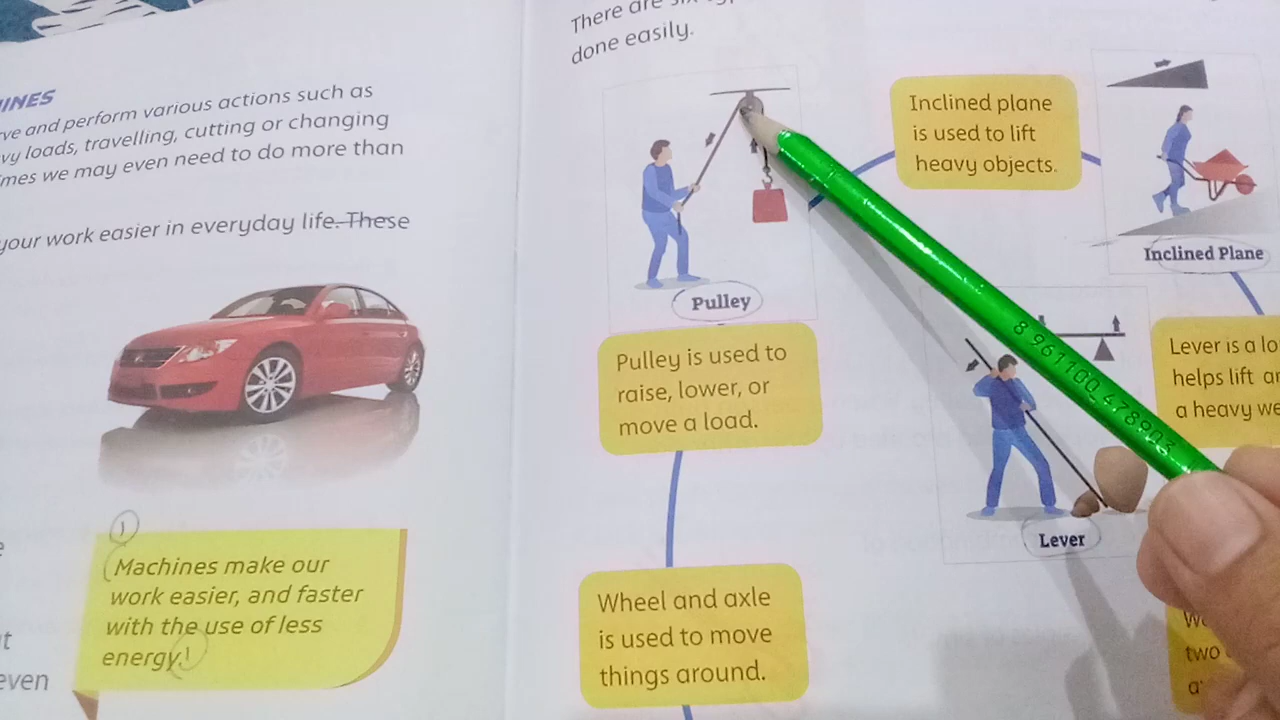 INES
ve and perform various actions such as
vy loads, travelling, cutting or changing
mes we may even need to do more than
your work easier in everyday life. These
1
Machines make our
work easier, and faster
with the use of less
energy.
even
There are
done easily.
Pulley
Pulley is used to
raise, lower, or
move a load.
Wheel and axle
is used to move
things around.
Inclined plane
is used to lift
heavy objects.
Inclined Plane
Lever is a lo
helps lift
a heavy we
Lever
two
8 961100 478903